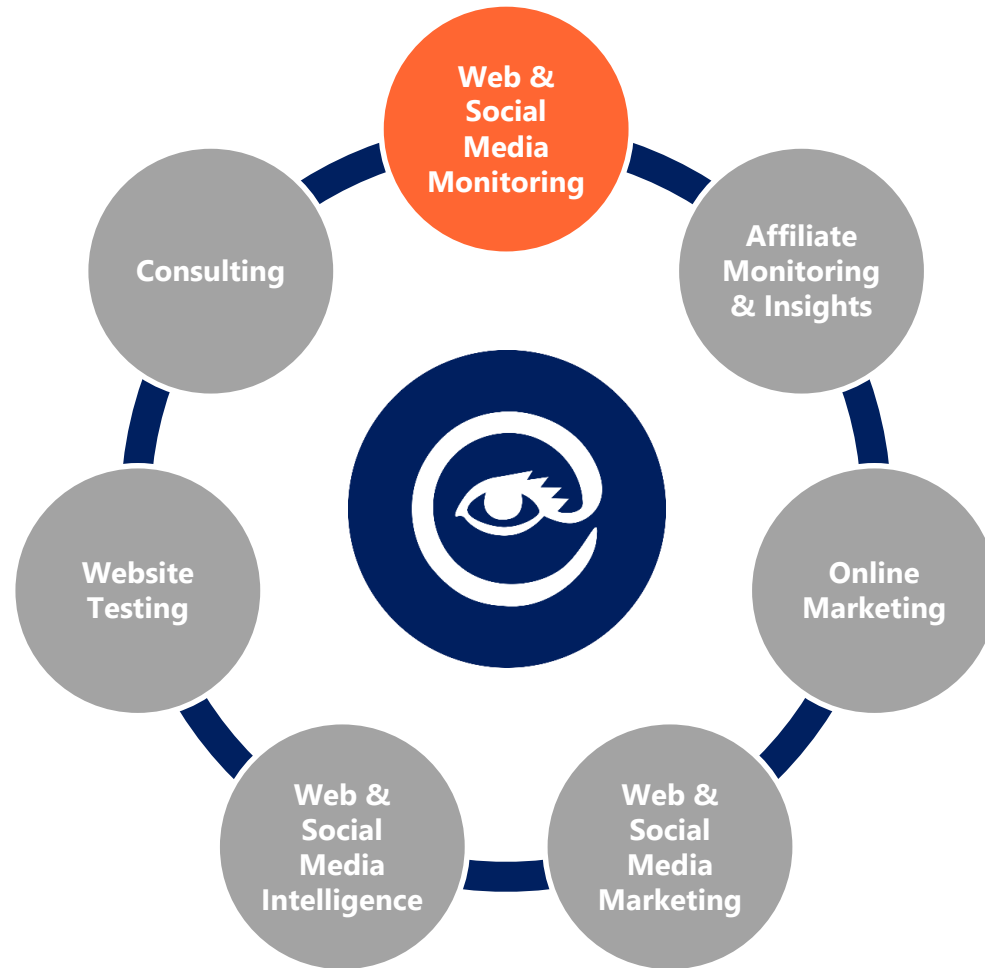 Web &
Social
Media
Monitoring
Affiliate
Monitoring
& Insights
Online
Marketing
Web &
Social
Media
Marketing
Web &
Social
Media
Intelligence
Website
Testing
Consulting